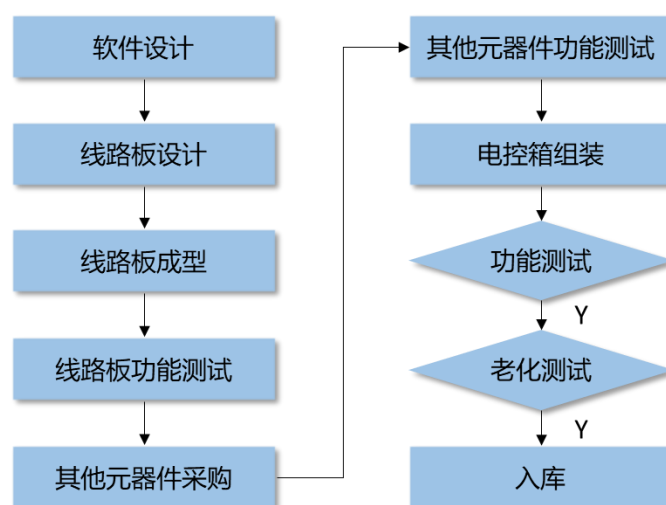 软件设计
线路板设计
线路板成型
线路板功能测试
其他元器件采购
其他元器件功能测试
电控箱组装
功能测试
Y
老化测试
Y
入库